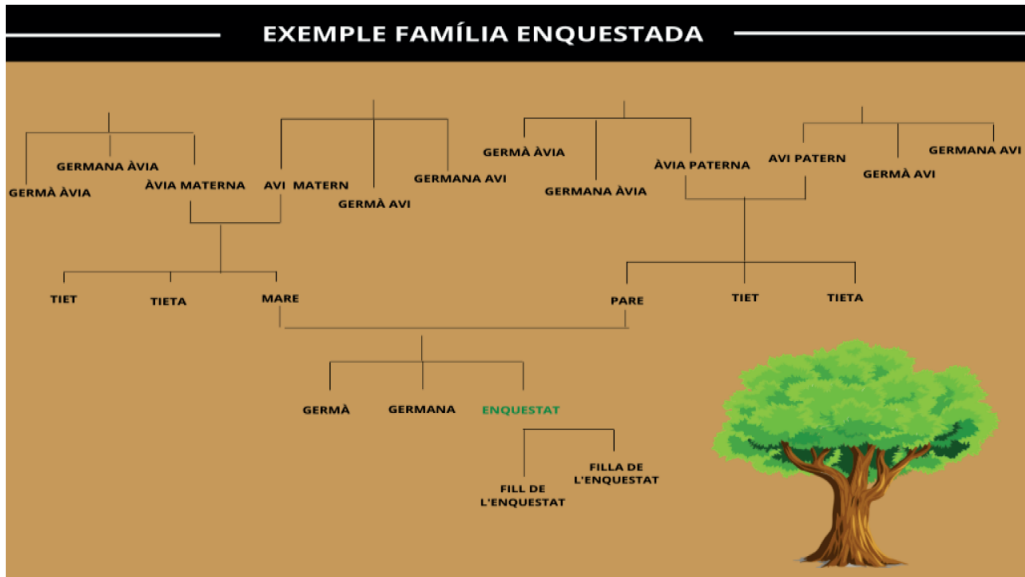 EXEMPLE FAMÍLIA ENQUESTADA
GERMÀ ÀVIA
GERMANA ÀVIA
ÀVIA MATERNA
AVI MATERN
GERMÀ AVI
GERMANA AVI
GERMÀ ÀVIA
GERMANA ÀVIA
ÀVIA PATERNA
AVI PATERN
GERMÀ AVI
GERMANA AVI
TIET
TIETA
MARE
PARE
TIET
TIETA
GERMÀ
GERMANA
ENQUESTAT
FILL DE
L'ENQUESTAT
FILLA DE
L'ENQUESTAT